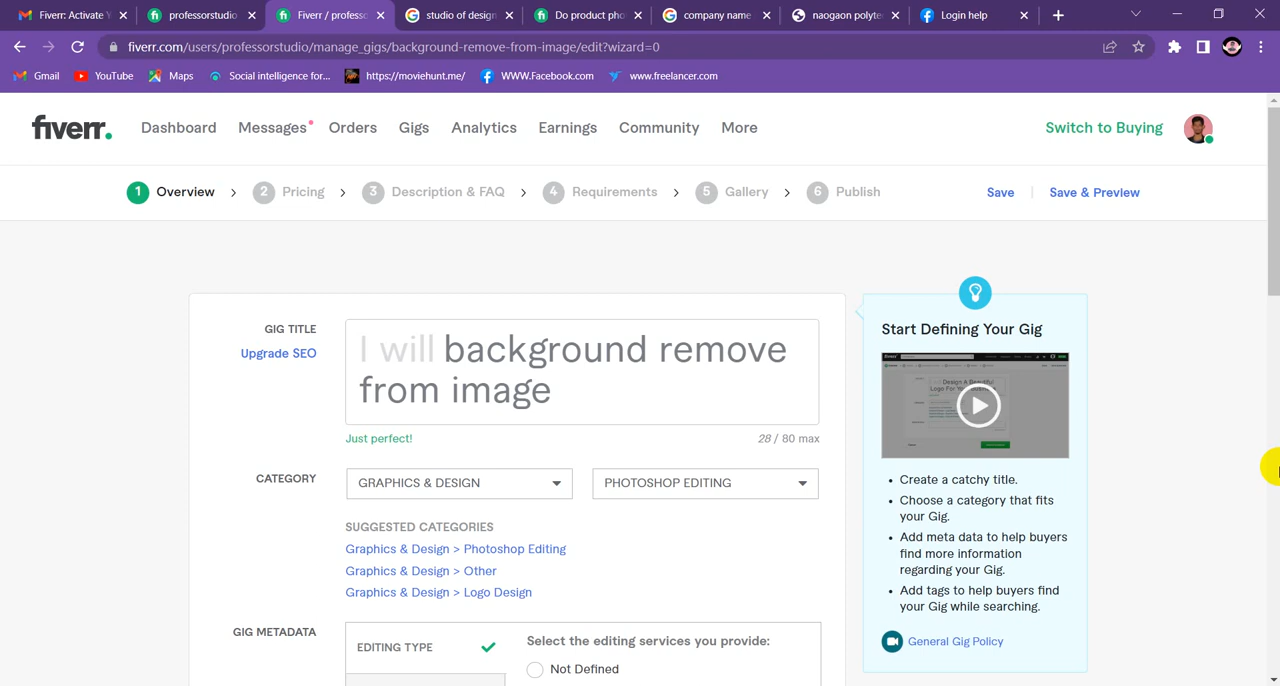 Fiverr: Activate Y
professorstudio
Fiverr / profess
studio of design
Do product pho
company name
naogaon polyte
Login help
fiverr.com/users/professorstudio/manage_gigs/background-remove-from-image/edit?wizard=0
Gmail
YouTube
Maps
Social intelligence for...
https://moviehunt.me/
WWW.Facebook.com
www.freelancer.com
fiverr.
Dashboard
Messages
Orders
Gigs
Analytics
Earnings
Community
More
Switch to Buying
1 Overview
2 Pricing
3 Description & FAQ
4 Requirements
5 Gallery
6 Publish
Save
Save & Preview
GIG TITLE
Upgrade SEO
I will background remove
from image
Just perfect!
28 / 80 max
CATEGORY
GRAPHICS & DESIGN
PHOTOSHOP EDITING
SUGGESTED CATEGORIES
Graphics & Design > Photoshop Editing
Graphics & Design > Other
Graphics & Design > Logo Design
GIG METADATA
EDITING TYPE
Select the editing services you provide:
Not Defined
Start Defining Your Gig
• Create a catchy title.
• Choose a category that fits
your Gig.
• Add meta data to help buyers
find more information
regarding your Gig.
• Add tags to help buyers find
your Gig while searching.
General Gig Policy